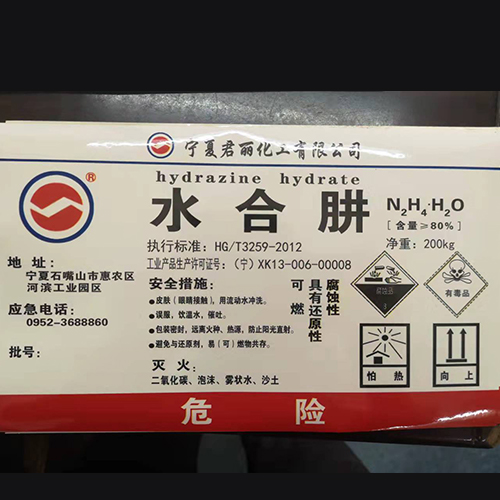 宁夏君丽化工有限公司
®
hydrazine hydrate
水合肼
N₂H₄·H₂O
[含量≥80%]
执行标准：HG/T3259-2012
净重：200kg
工业产品生产许可证号：（宁）XK13-006-00008
地址：
宁夏石嘴山市惠农区
河滨工业园区
应急电话：
0952-3688860
批号：
安全措施：
•皮肤（眼睛接触），用流动水冲洗。
•误服，饮温水，催吐。
•包装密封，远离火种、热源，防止阳光直射。
•避免与还原剂，易（可）燃物共存。
灭火：
二氧化碳、泡沫、雾状水、沙土
可燃
具有还原性
腐蚀性
腐蚀品
有毒品
怕热
向上
危险